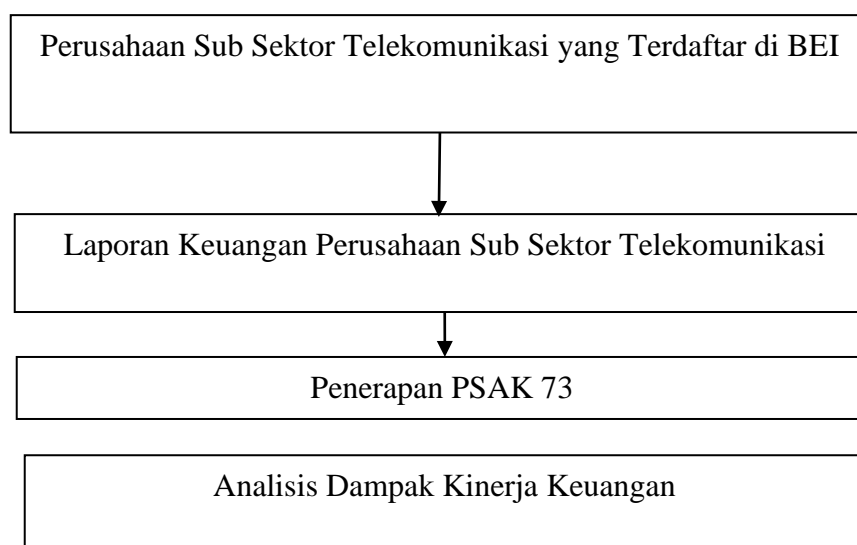 Perusahaan Sub Sektor Telekomunikasi yang Terdaftar di BEI
Laporan Keuangan Perusahaan Sub Sektor Telekomunikasi
Penerapan PSAK 73
Analisis Dampak Kinerja Keuangan